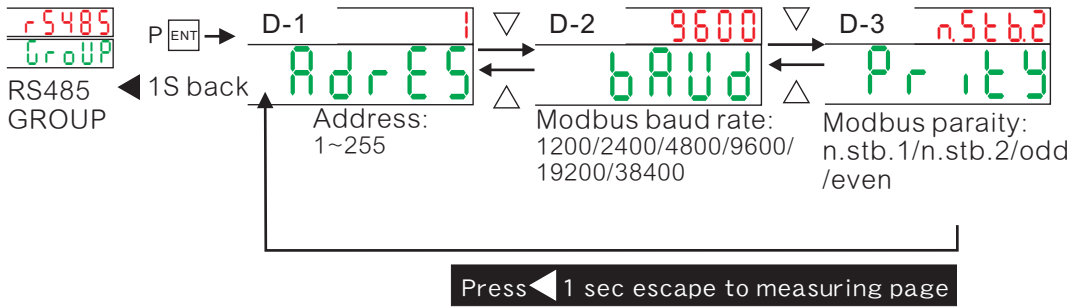 r5485
GroUP
RS485
GROUP
P ENT
1S back
D-1
1
AdrES
Address:
1~255
D-2
9600
bAUd
Modbus baud rate:
1200/2400/4800/9600/
19200/38400
D-3
n.Stb.2
PritY
Modbus paraity:
n.stb.1/n.stb.2/odd
/even
Press 1 sec escape to measuring page